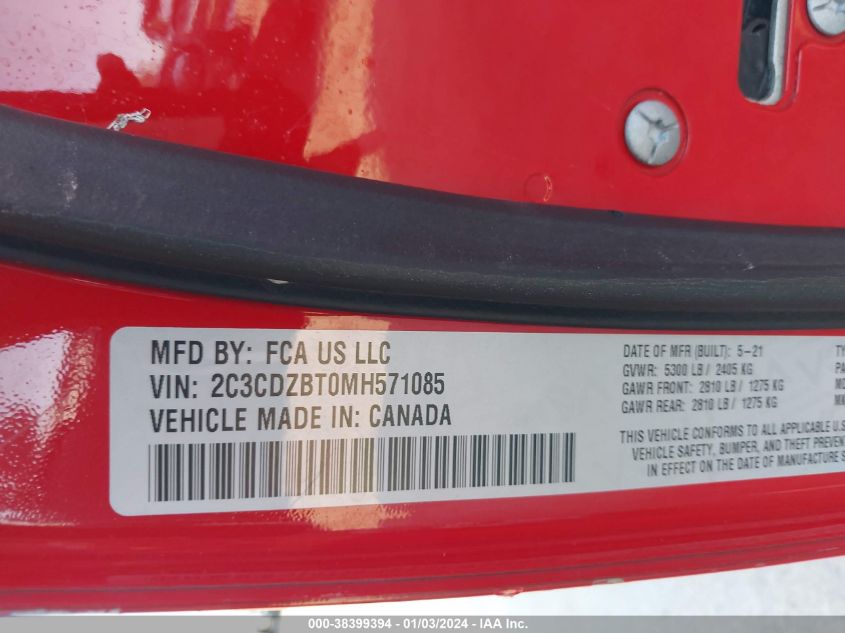 MFD BY: FCA US LLC
VIN: 2C3CDZBT0MH571085
VEHICLE MADE IN: CANADA
DATE OF MFR (BUILT): 5-21
GVWR: 5300 LB / 2405 KG
GAWR FRONT: 2810 LB / 1275 KG
GAWR REAR: 2810 LB / 1275 KG
THIS VEHICLE CONFORMS TO ALL APPLICABLE U.S
VEHICLE SAFETY, BUMPER, AND THEFT PREVEN
IN EFFECT ON THE DATE OF MANUFACTURE S
TY
PA
MO
000-38399394 - 01/03/2024 - IAA Inc.